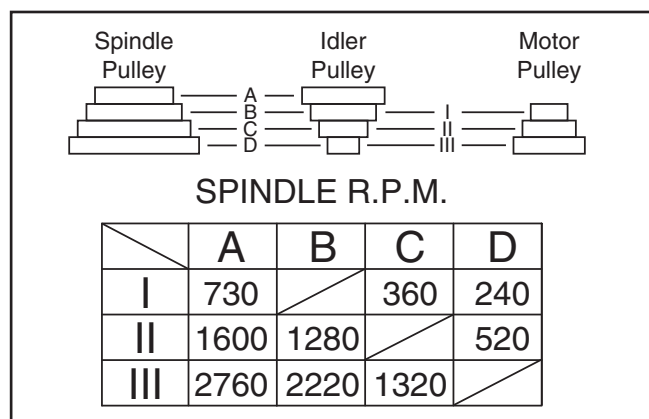 Spindle Pulley
Idler Pulley
Motor Pulley
A
B I
C II
D III
SPINDLE R.P.M.
A B C D
I 730 360 240
II 1600 1280 520
III 2760 2220 1320